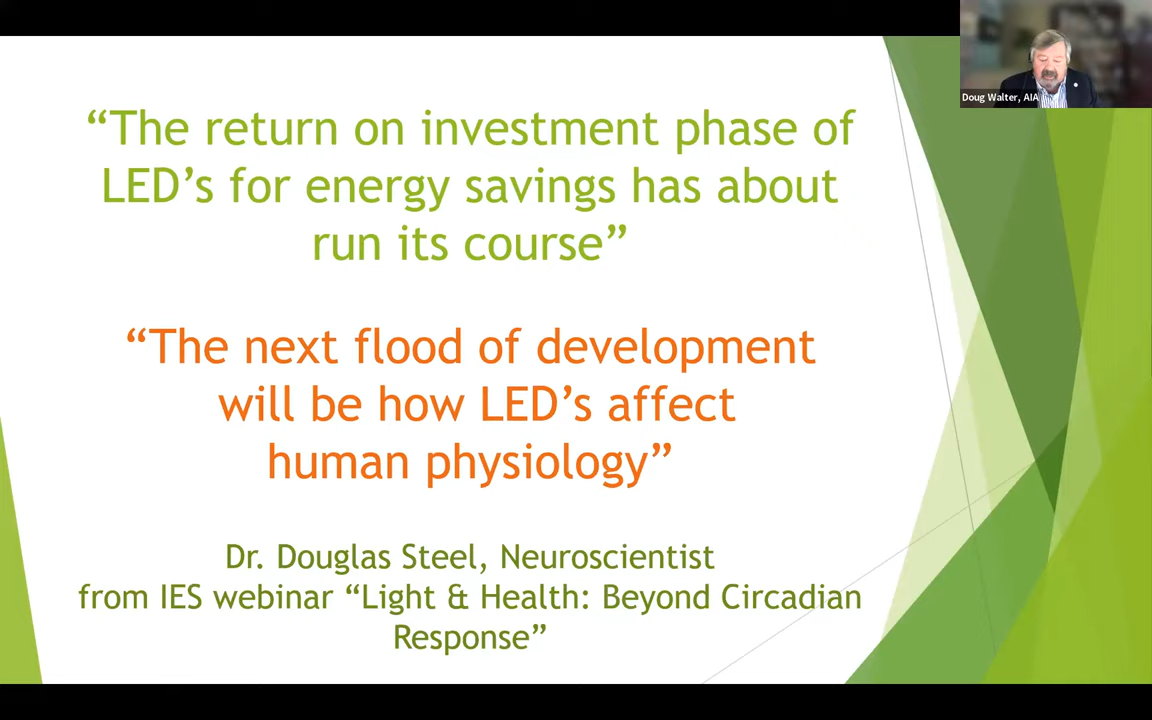 Doug Walter, AIA
“The return on investment phase of
LED’s for energy savings has about
run its course”
“The next flood of development
will be how LED’s affect
human physiology”
Dr. Douglas Steel, Neuroscientist
from IES webinar “Light & Health: Beyond Circadian
Response”